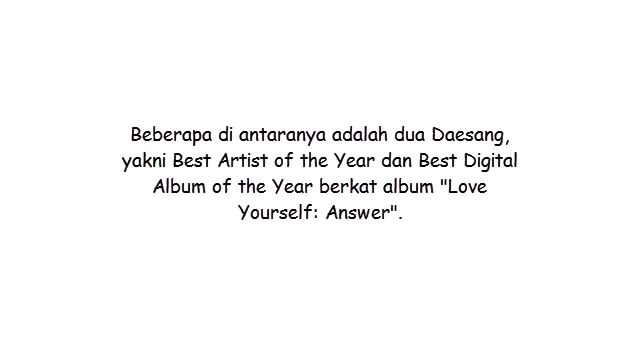 Beberapa di antaranya adalah dua Daesang,
yakni Best Artist of the Year dan Best Digital
Album of the Year berkat album "Love
Yourself: Answer".